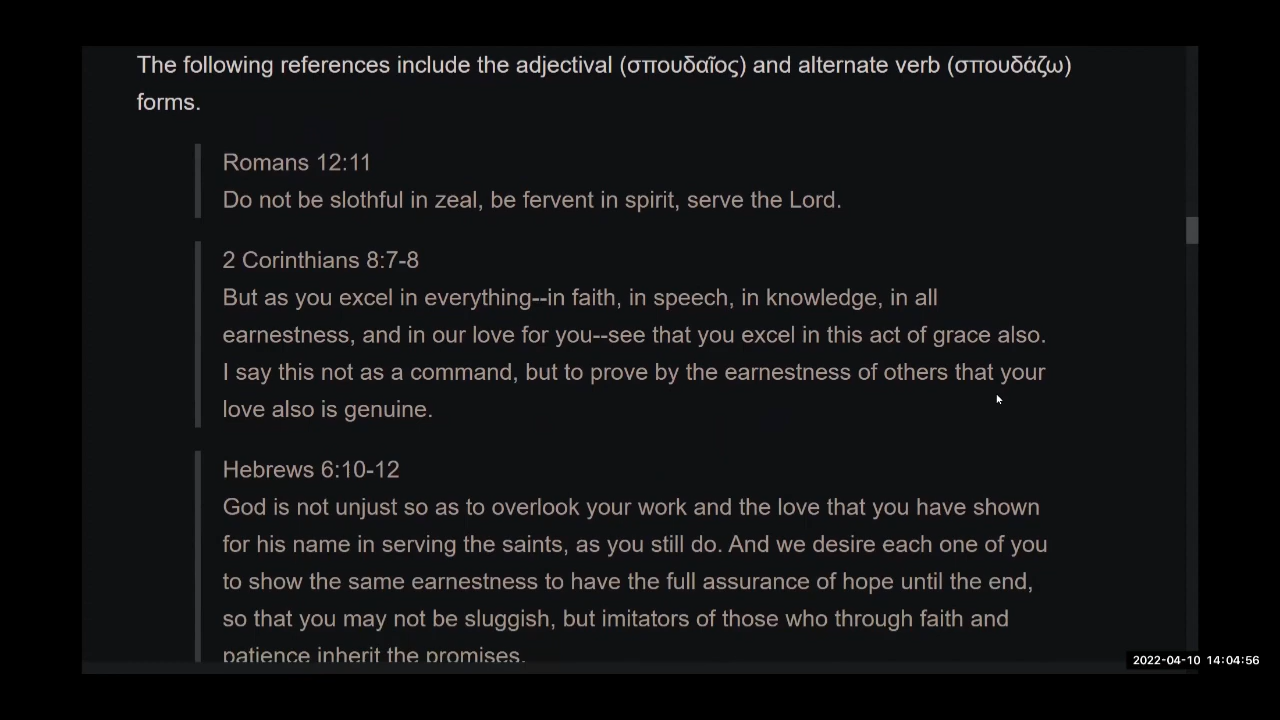 The following references include the adjectival (σπουδαῖος) and alternate verb (σπουδάζω)
forms.
Romans 12:11
Do not be slothful in zeal, be fervent in spirit, serve the Lord.
2 Corinthians 8:7-8
But as you excel in everything--in faith, in speech, in knowledge, in all
earnestness, and in our love for you--see that you excel in this act of grace also.
I say this not as a command, but to prove by the earnestness of others that your
love also is genuine.
Hebrews 6:10-12
God is not unjust so as to overlook your work and the love that you have shown
for his name in serving the saints, as you still do. And we desire each one of you
to show the same earnestness to have the full assurance of hope until the end,
so that you may not be sluggish, but imitators of those who through faith and
patience inherit the promises.
2022-04-10 14:04:56